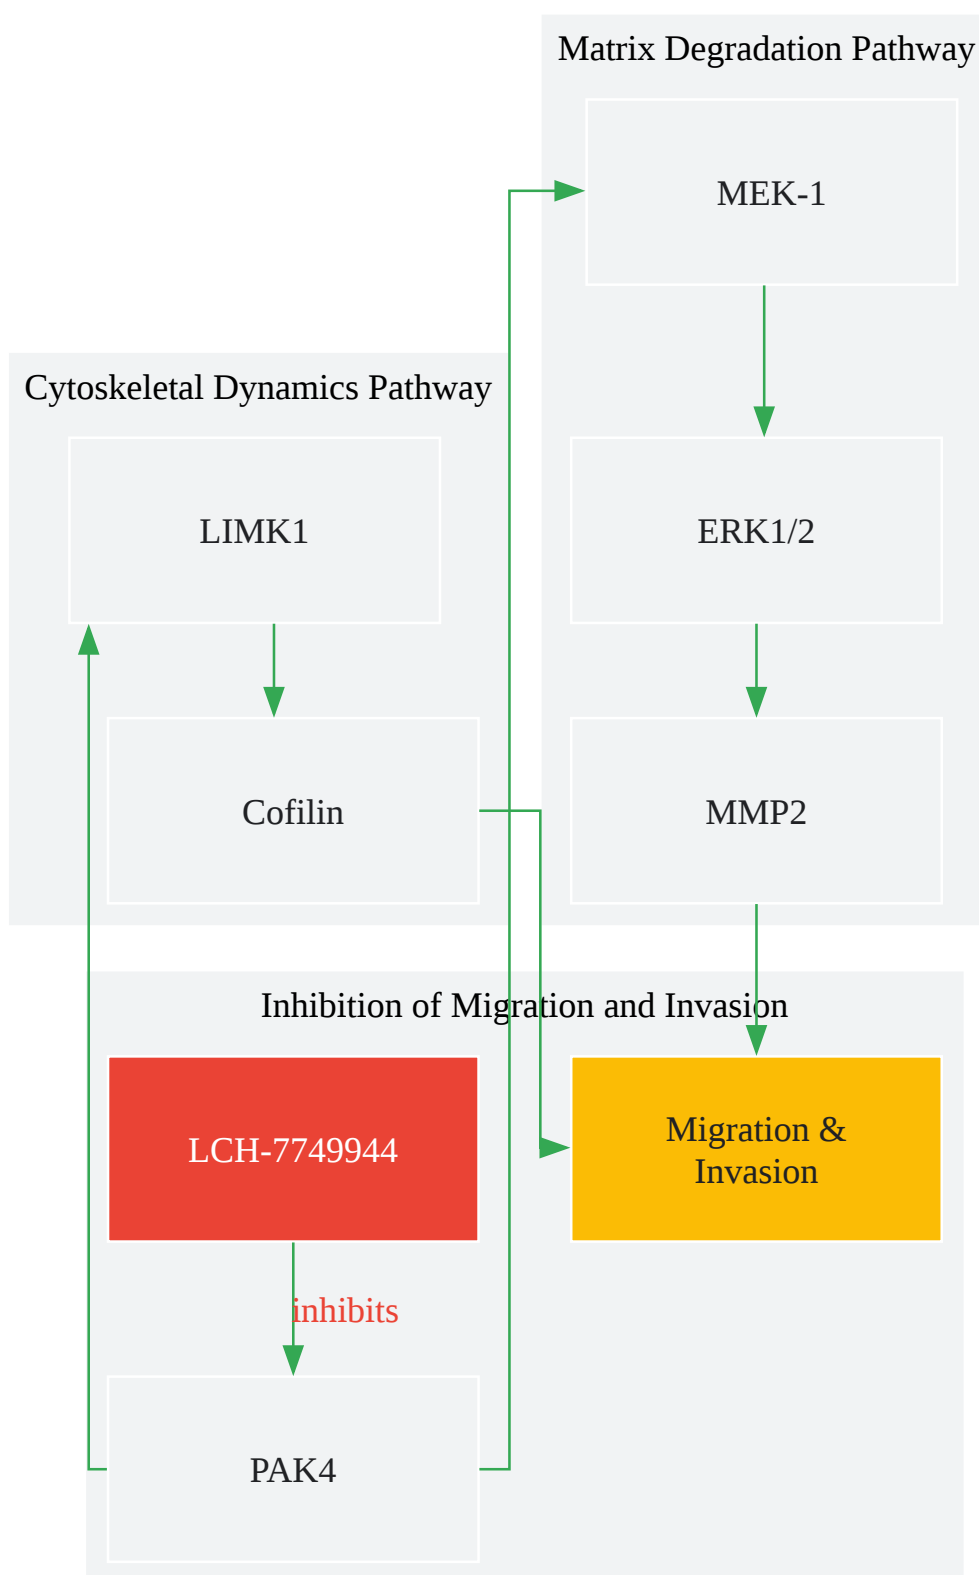 Matrix Degradation Pathway
MEK-1
Cytoskeletal Dynamics Pathway
LIMK1
ERK1/2
Cofilin
MMP2
Inhibition of Migration and Invasion
LCH-7749944
Migration &
Invasion
inhibits
PAK4